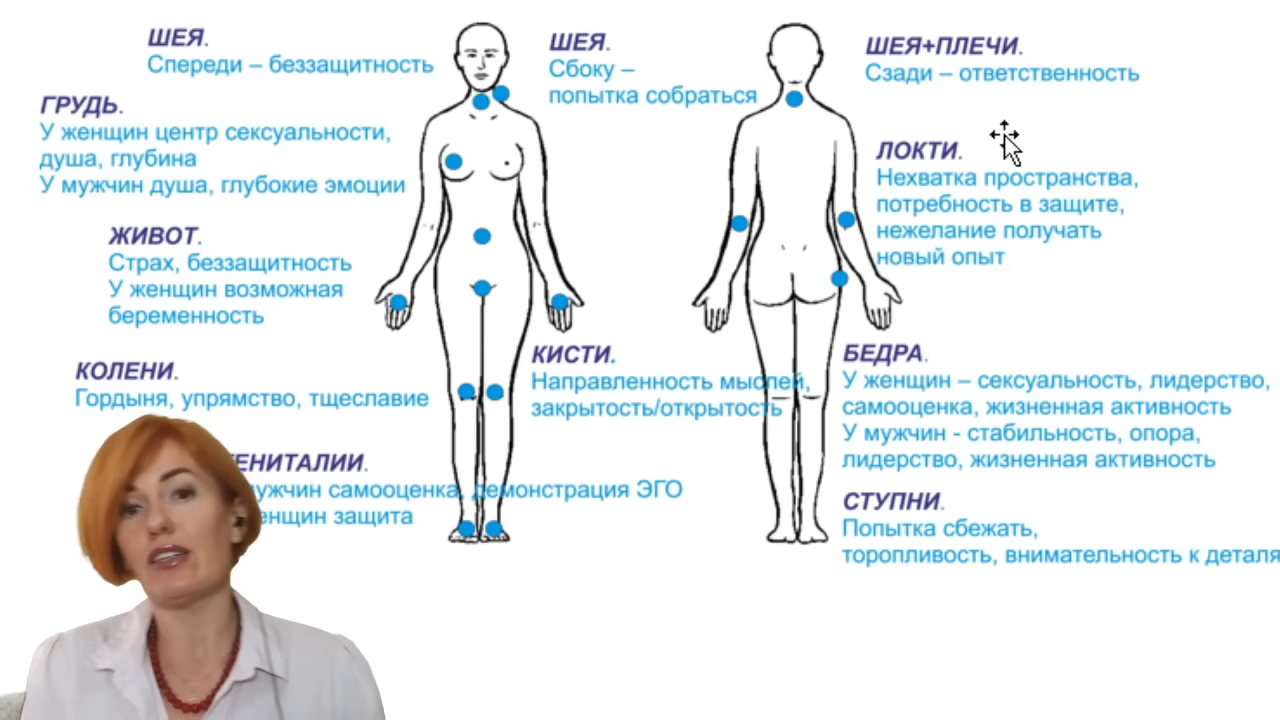 ШЕЯ.
Спереди – беззащитность
ГРУДЬ.
У женщин центр сексуальности,
душа, глубина
У мужчин душа, глубокие эмоции
ЖИВОТ.
Страх, беззащитность
У женщин возможная
беременность
КОЛЕНИ.
Гордыня, упрямство, тщеславие
ЕНИТАЛИИ.
ужчин самооценка, демонстрация ЭГО
енщин защита
ШЕЯ.
Сбоку –
попытка собраться
КИСТИ.
Направленность мыслей,
закрытость/открытость
ШЕЯ+ПЛЕЧИ.
Сзади – ответственность
ЛОКТИ.
Нехватка пространства,
потребность в защите,
нежелание получать
новый опыт
БЕДРА.
У женщин – сексуальность, лидерство,
самооценка, жизненная активность
У мужчин - стабильность, опора,
лидерство, жизненная активность
СТУПНИ.
Попытка сбежать,
торопливость, внимательность к деталя